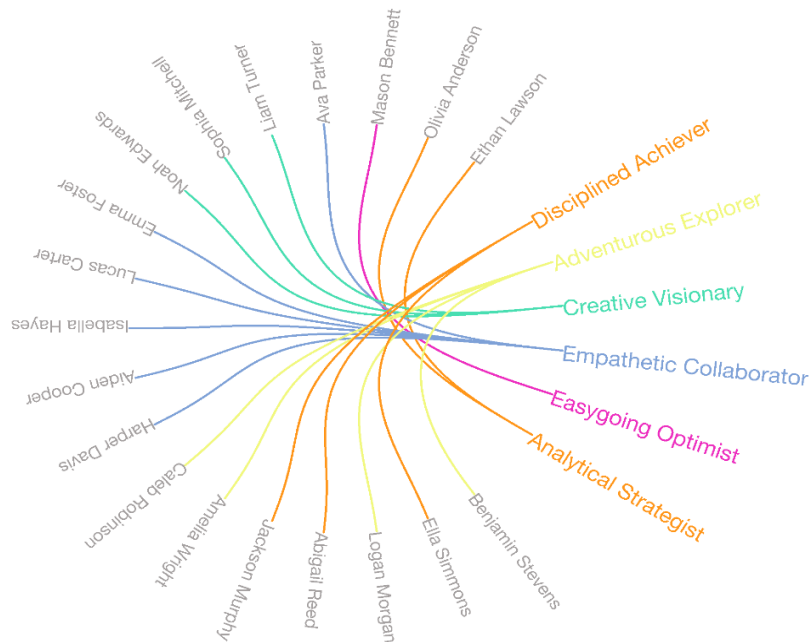 Ethan Lawson
Olivia Anderson
Mason Bennett
Ava Parker
Liam Turner
Sophia Mitchell
Noah Edwards
Emma Foster
Lucas Carter
Isabella Hayes
Aiden Cooper
Harper Davis
Caleb Robinson
Amelia Wright
Jackson Murphy
Abigail Reed
Logan Morgan
Ella Simmons
Benjamin Stevens
Disciplined Achiever
Adventurous Explorer
Creative Visionary
Empathetic Collaborator
Easygoing Optimist
Analytical Strategist